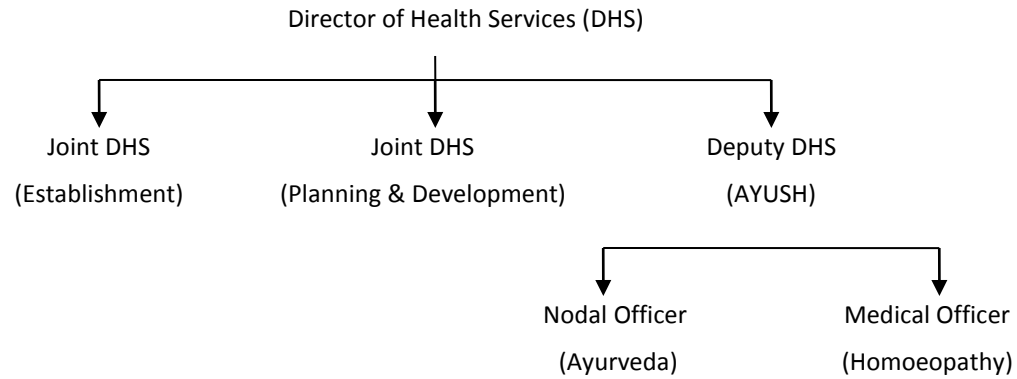 Director of Health Services (DHS)
Joint DHS
(Establishment)
Joint DHS
(Planning & Development)
Deputy DHS
(AYUSH)
Nodal Officer
(Ayurveda)
Medical Officer
(Homoeopathy)